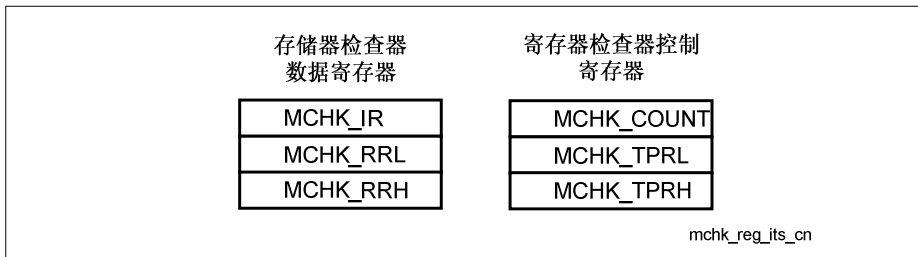 存储器检查器
数据寄存器
MCHK_IR
MCHK_RRL
MCHK_RRH
寄存器检查器控制
寄存器
MCHK_COUNT
MCHK_TPRL
MCHK_TPRH
mchk_reg_its_cn